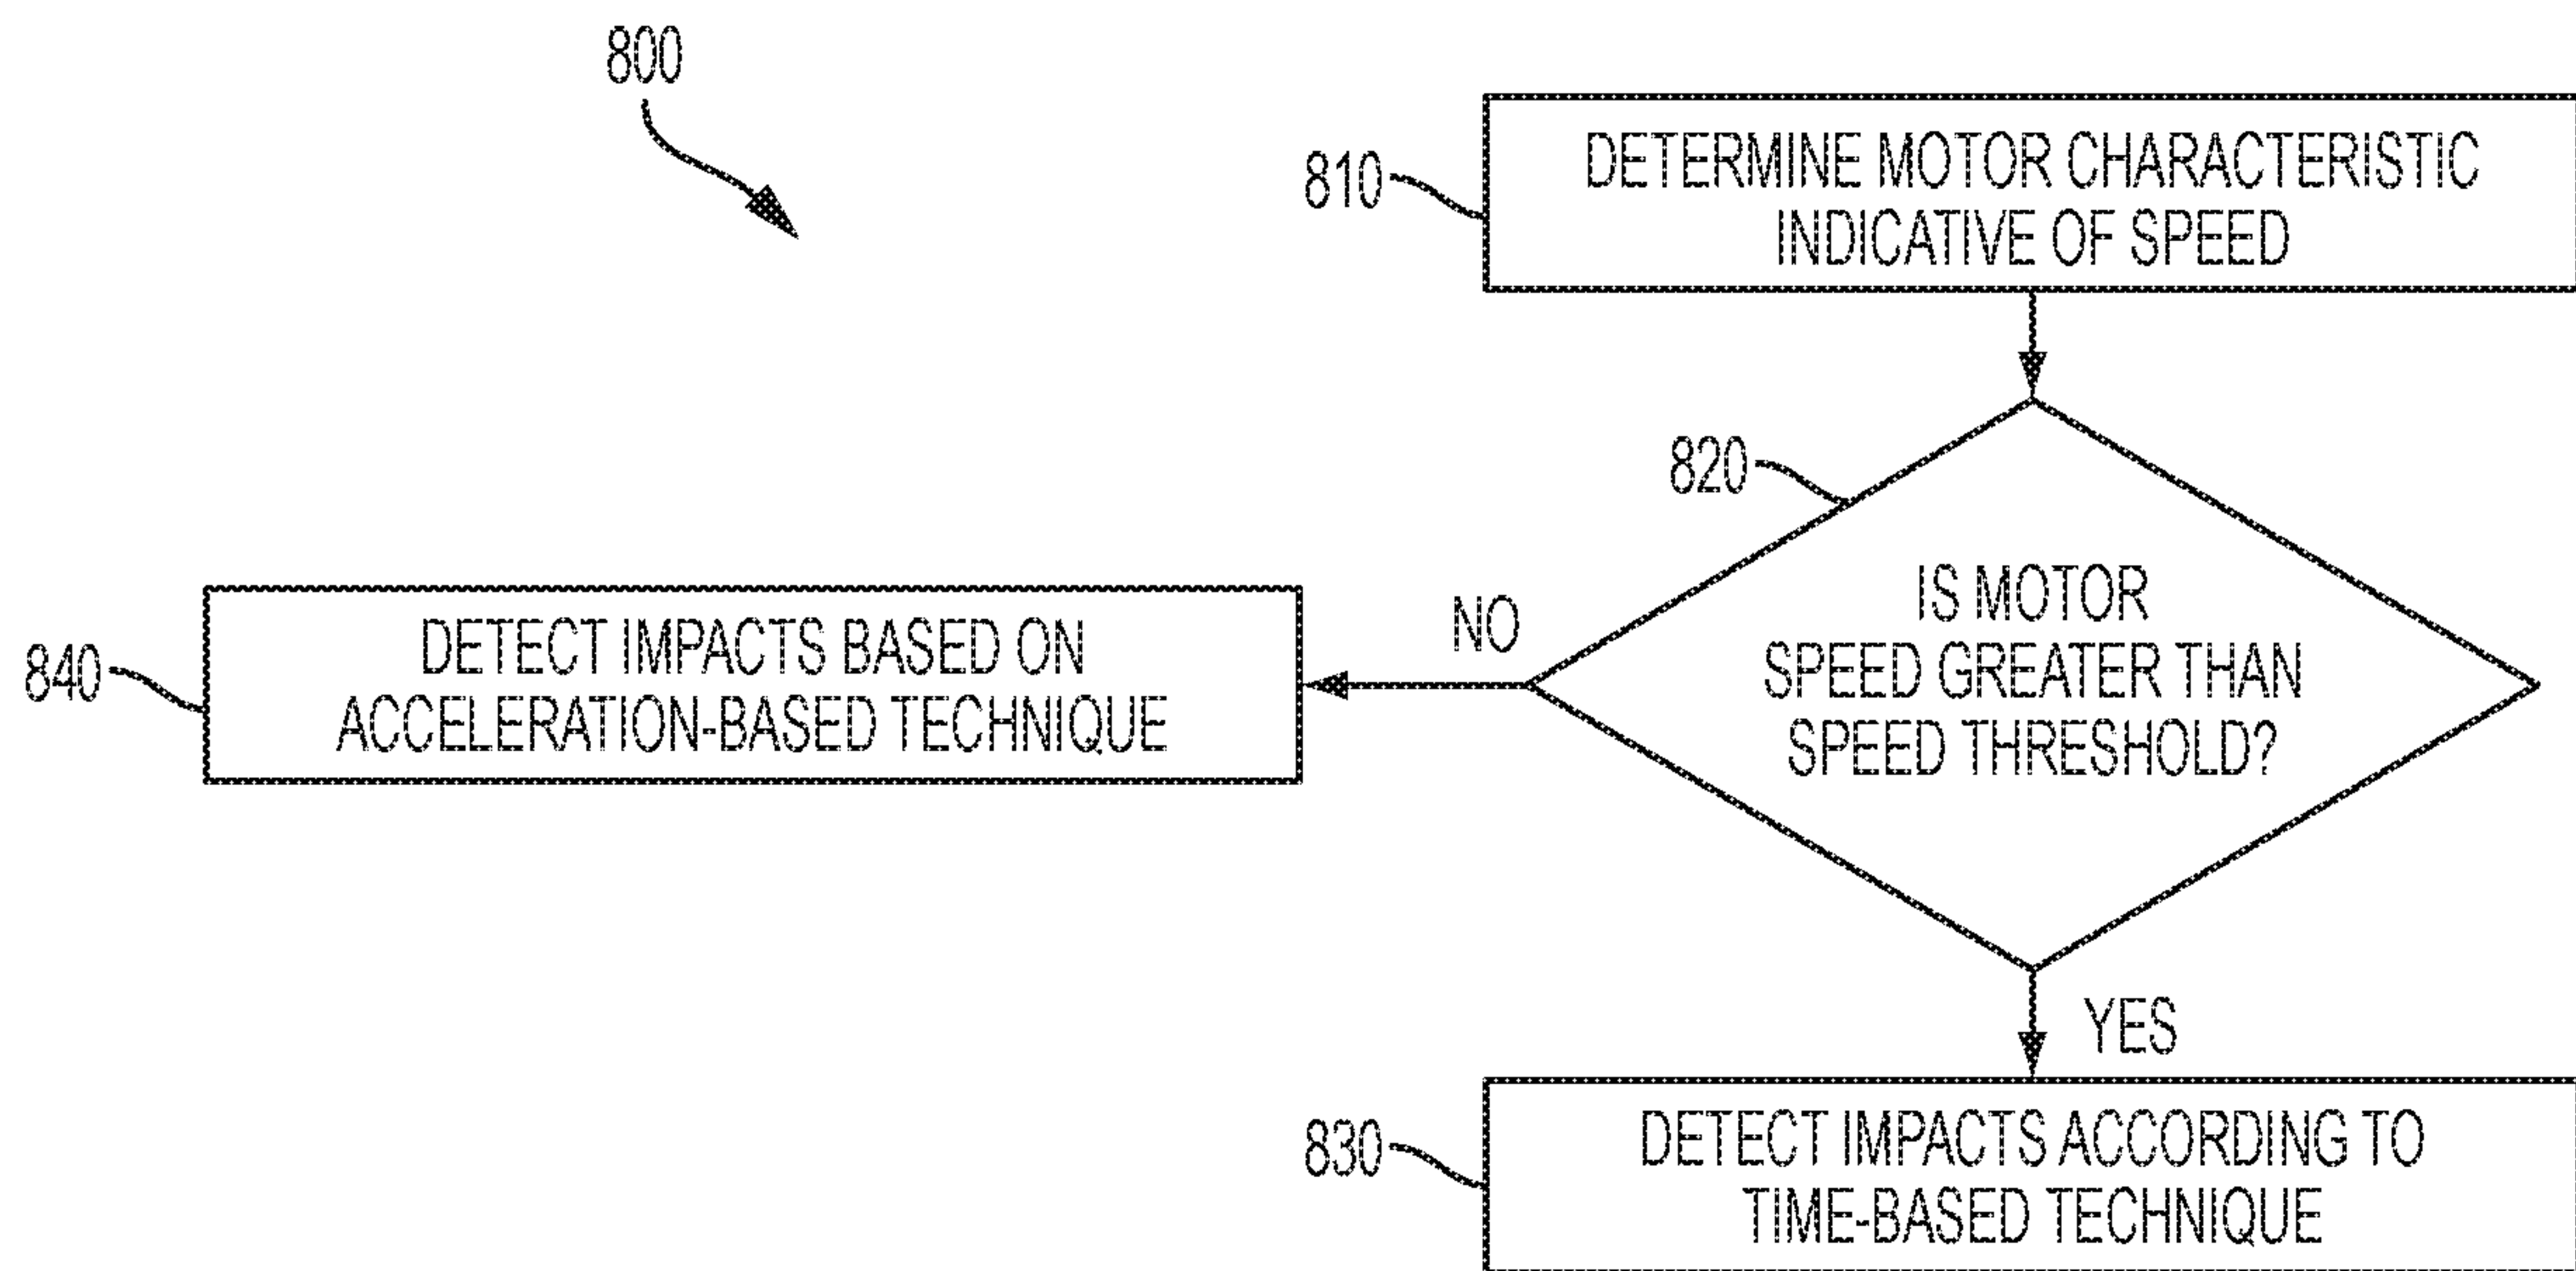 800
810
DETERMINE MOTOR CHARACTERISTIC
INDICATIVE OF SPEED
820
IS MOTOR
SPEED GREATER THAN
SPEED THRESHOLD?
NO
840
DETECT IMPACTS BASED ON
ACCELERATION-BASED TECHNIQUE
YES
830
DETECT IMPACTS ACCORDING TO
TIME-BASED TECHNIQUE